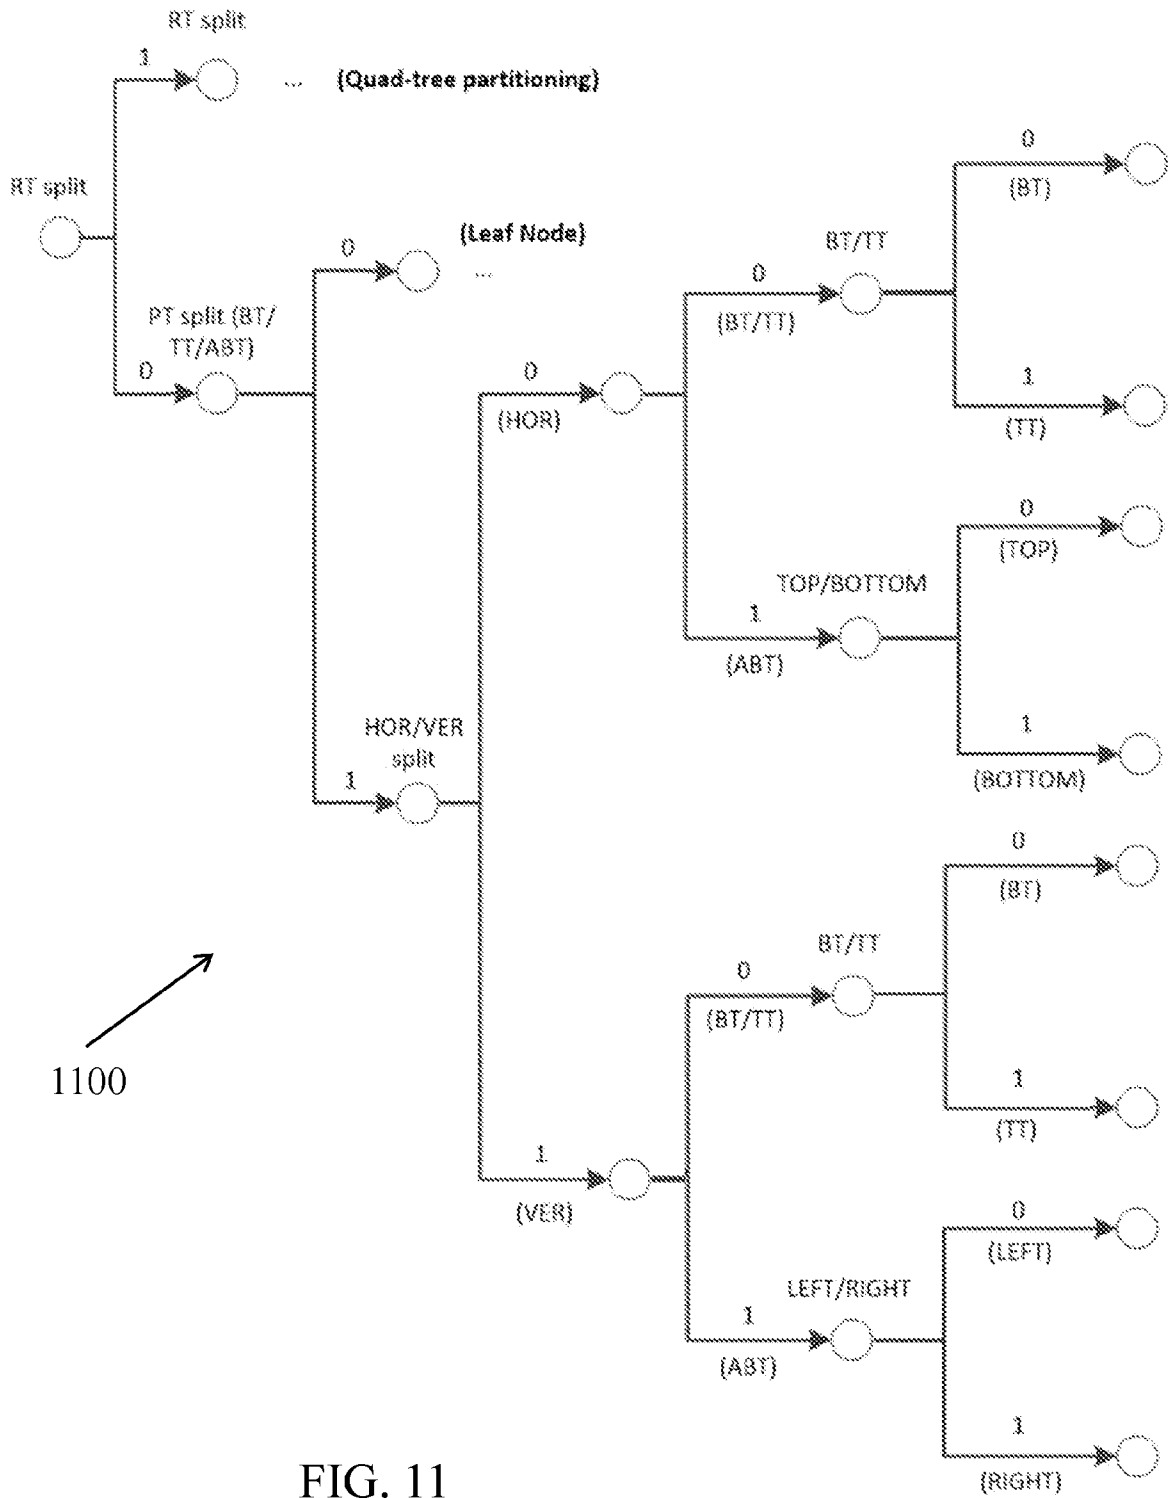 RT split
1
... (Quad-tree partitioning)
RT split
0
(BT)
(Leaf Node)
0
...
BT/TT
0
(BT/TT)
PT split (BT/
TT/ABT)
0
0
(HOR)
1
(TT)
0
(TOP)
TOP/BOTTOM
1
(ABT)
HOR/VER
split
1
1
(BOTTOM)
0
(BT)
BT/TT
0
(BT/TT)
1100
1
(TT)
1
(VER)
0
(LEFT)
LEFT/RIGHT
1
(ABT)
1
(RIGHT)
FIG. 11